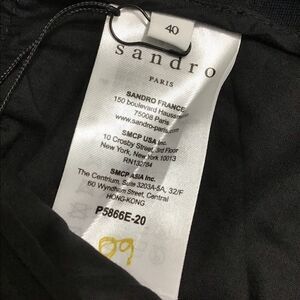 40
sandro
PARIS
SANDRO FRANCE
150 boulevard Haussmann
75008 Paris
www.sandro-paris.com
SMCP USA Inc.
10 Crosby Street, 3rd Floor
New York, New York 10013
RN132784
SMCP ASIA Inc.
The Centrium, Suite 3203A-5A, 32/F
60 Wyndham Street, Central
HONG-KONG
P5866E-20